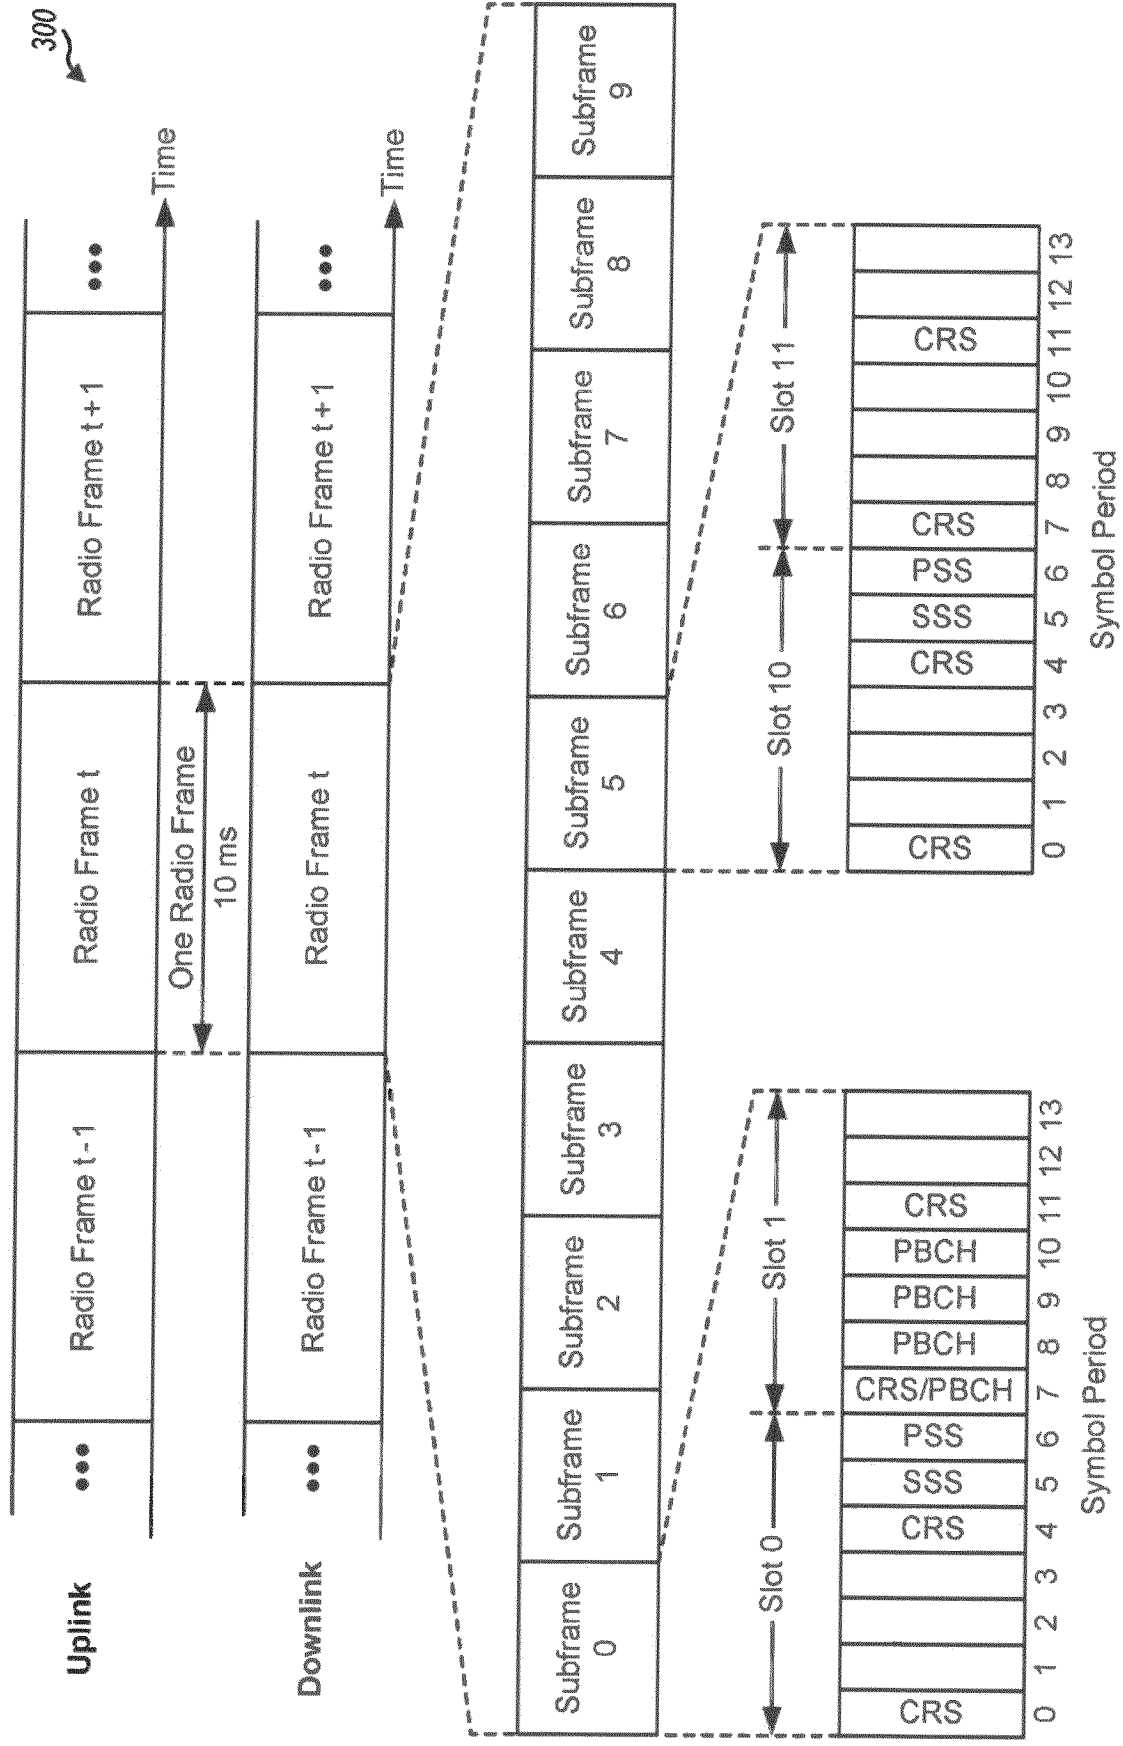 300
Uplink
••• Radio Frame t-1 Radio Frame t Radio Frame t+1 •••
Time
One Radio Frame
10 ms
Downlink
••• Radio Frame t-1 Radio Frame t Radio Frame t+1 •••
Time
Subframe 0
Subframe 1
Subframe 2
Subframe 3
Subframe 4
Subframe 5
Subframe 6
Subframe 7
Subframe 8
Subframe 9
Slot 0 Slot 1
CRS CRS SSS PSS CRS/PBCH PBCH PBCH PBCH CRS
0 1 2 3 4 5 6 7 8 9 10 11 12 13
Symbol Period
Slot 10 Slot 11
CRS CRS SSS PSS CRS CRS
0 1 2 3 4 5 6 7 8 9 10 11 12 13
Symbol Period